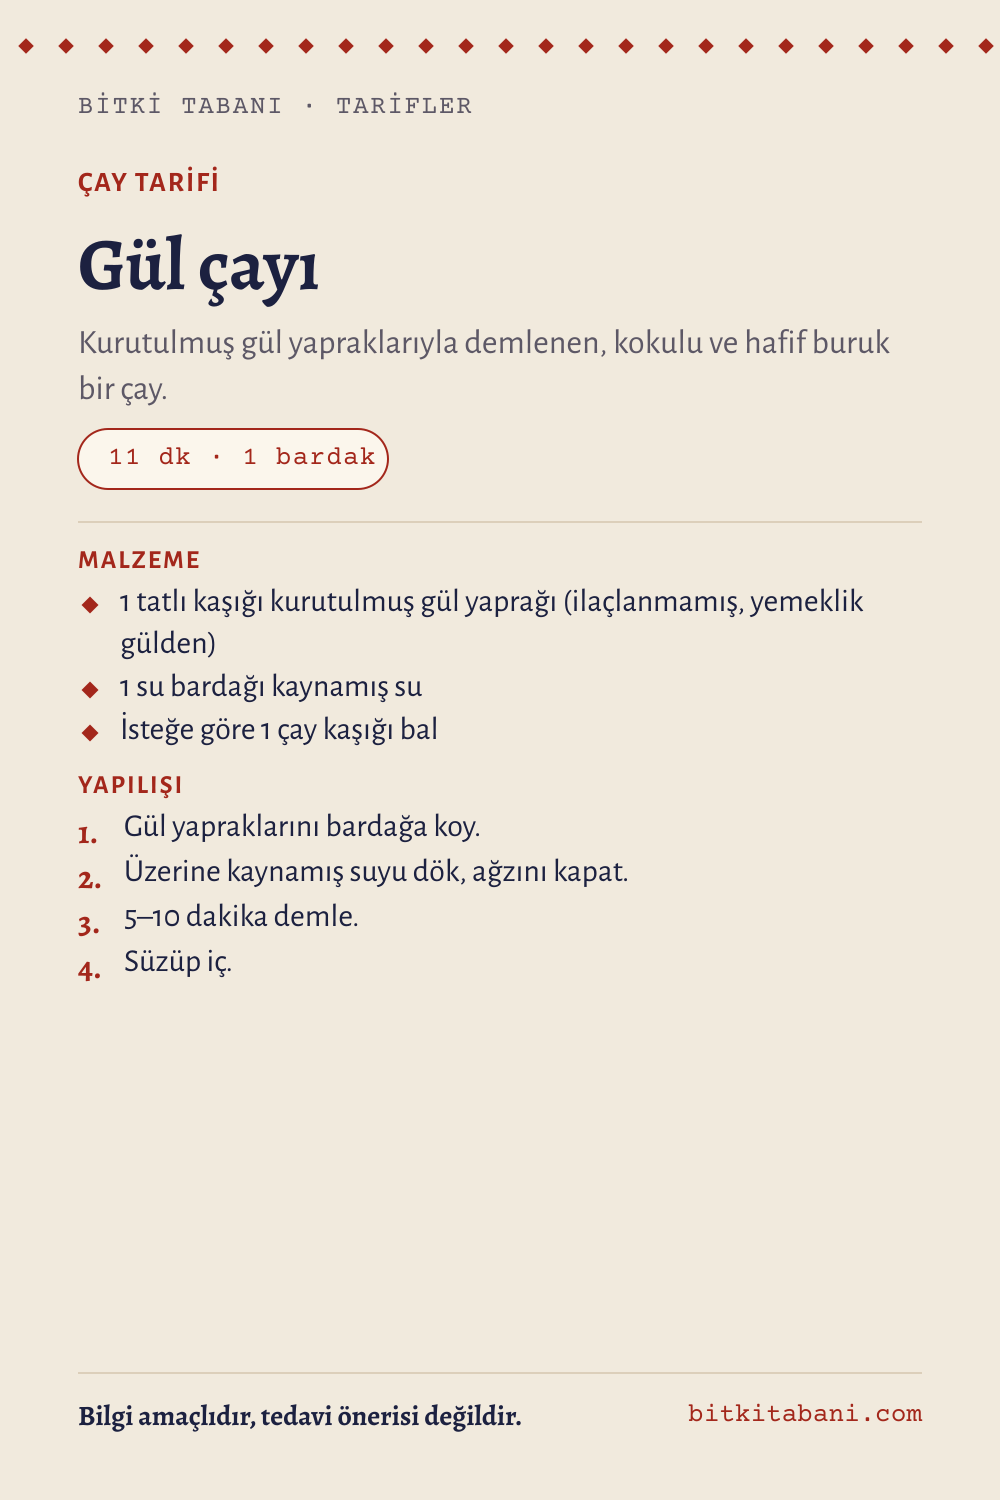 BİTKİ TABANI · TARİFLER
ÇAY TARİFİ
Gül çayı
Kurutulmuş gül yapraklarıyla demlenen, kokulu ve hafif buruk
bir çay.
11 dk · 1 bardak
MALZEME
◆ 1 tatlı kaşığı kurutulmuş gül yaprağı (ilaçlanmamış, yemeklik
gülden)
◆ 1 su bardağı kaynamış su
◆ İsteğe göre 1 çay kaşığı bal
YAPILIŞI
1. Gül yapraklarını bardağa koy.
2. Üzerine kaynamış suyu dök, ağzını kapat.
3. 5–10 dakika demle.
4. Süzüp iç.
Bilgi amaçlıdır, tedavi önerisi değildir.
bitkitabani.com